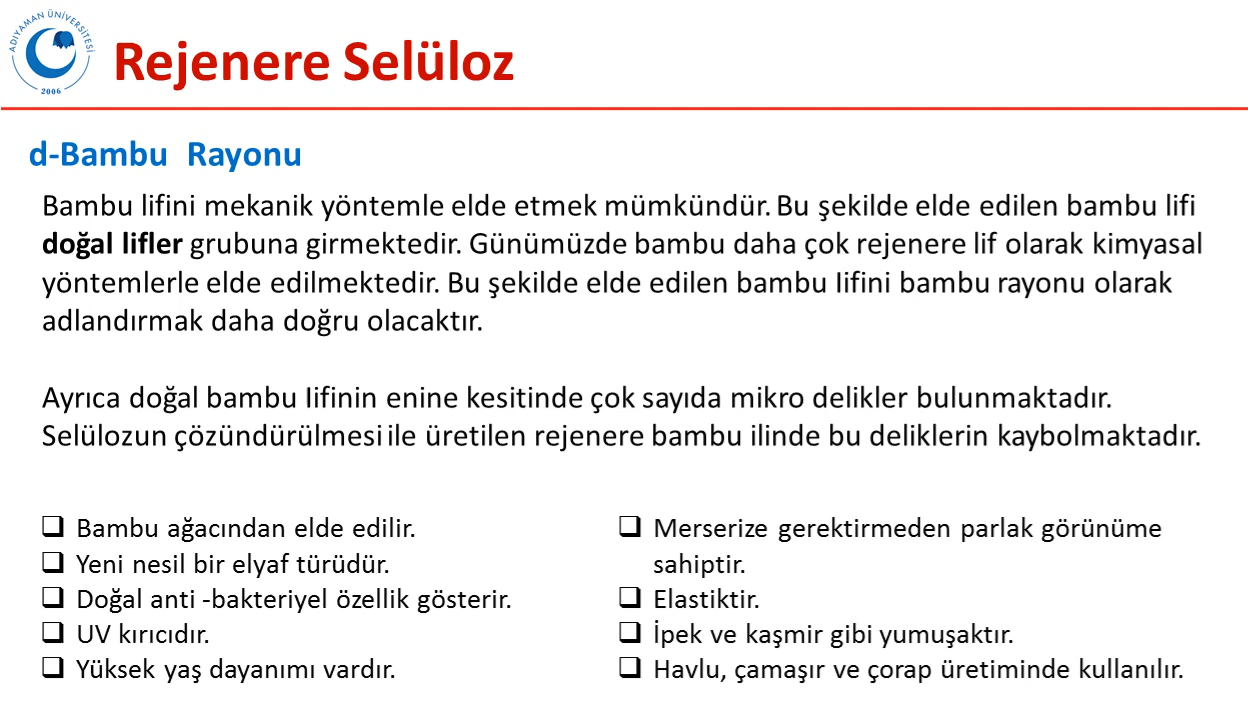 ADIYAMAN ÜNİVERSİTESİ
2006
Rejenere Selüloz
d-Bambu Rayonu
Bambu lifini mekanik yöntemle elde etmek mümkündür. Bu şekilde elde edilen bambu lifi
doğal lifler grubuna girmektedir. Günümüzde bambu daha çok rejenere lif olarak kimyasal
yöntemlerle elde edilmektedir. Bu şekilde elde edilen bambu Iifini bambu rayonu olarak
adlandırmak daha doğru olacaktır.
Ayrıca doğal bambu Iifinin enine kesitinde çok sayıda mikro delikler bulunmaktadır.
Selülozun çözündürülmesi ile üretilen rejenere bambu ilinde bu deliklerin kaybolmaktadır.
❑ Bambu ağacından elde edilir.
❑ Yeni nesil bir elyaf türüdür.
❑ Doğal anti -bakteriyel özellik gösterir.
❑ UV kırıcıdır.
❑ Yüksek yaş dayanımı vardır.
❑ Merserize gerektirmeden parlak görünüme
sahiptir.
❑ Elastiktir.
❑ İpek ve kaşmir gibi yumuşaktır.
❑ Havlu, çamaşır ve çorap üretiminde kullanılır.